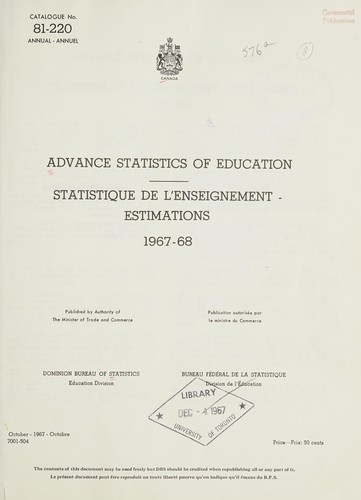 CATALOGUE No.
81-220
ANNUAL - ANNUEL
Government
Publications
576a
8
CANADA
ADVANCE STATISTICS OF EDUCATION
STATISTIQUE DE L'ENSEIGNEMENT -
ESTIMATIONS
1967-68
Published by Authority of
The Minister of Trade and Commerce
Publication autorisée par
le ministre du Commerce
DOMINION BUREAU OF STATISTICS
Education Division
BUREAU FÉDÉRAL DE LA STATISTIQUE
Division de l'Éducation
LIBRARY
DEC - 4 1967
UNIVERSITY OF TORONTO
October - 1967 - Octobre
7001-504
Price—Prix: 50 cents
The contents of this document may be used freely but DBS should be credited when republishing all or any part of it.
Le présent document peut être reproduit en toute liberté pourvu qu'on indique qu'il émane du B.F.S.